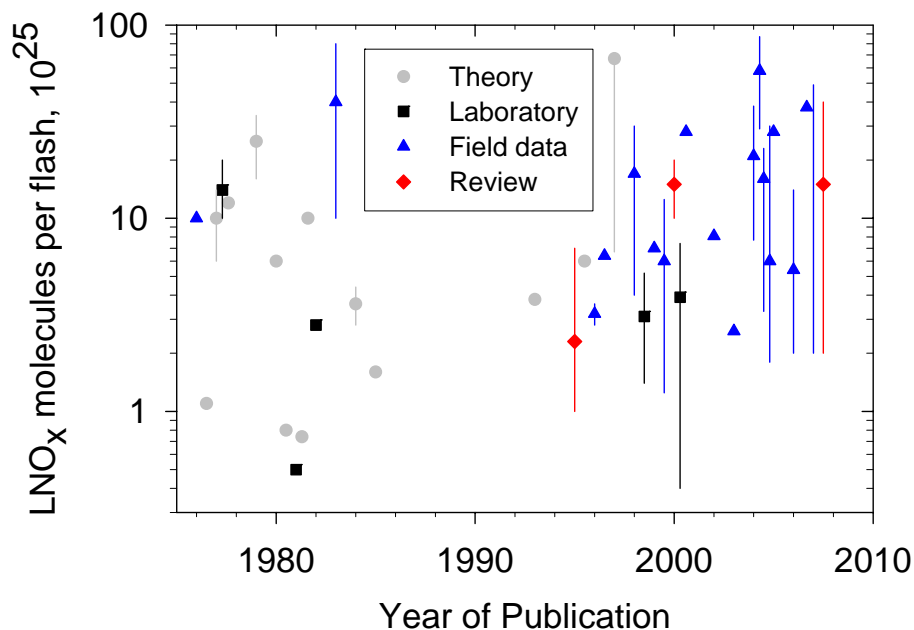 LNOx molecules per flash, 10^25
100
10
1
Theory
Laboratory
Field data
Review
1980
1990
2000
2010
Year of Publication